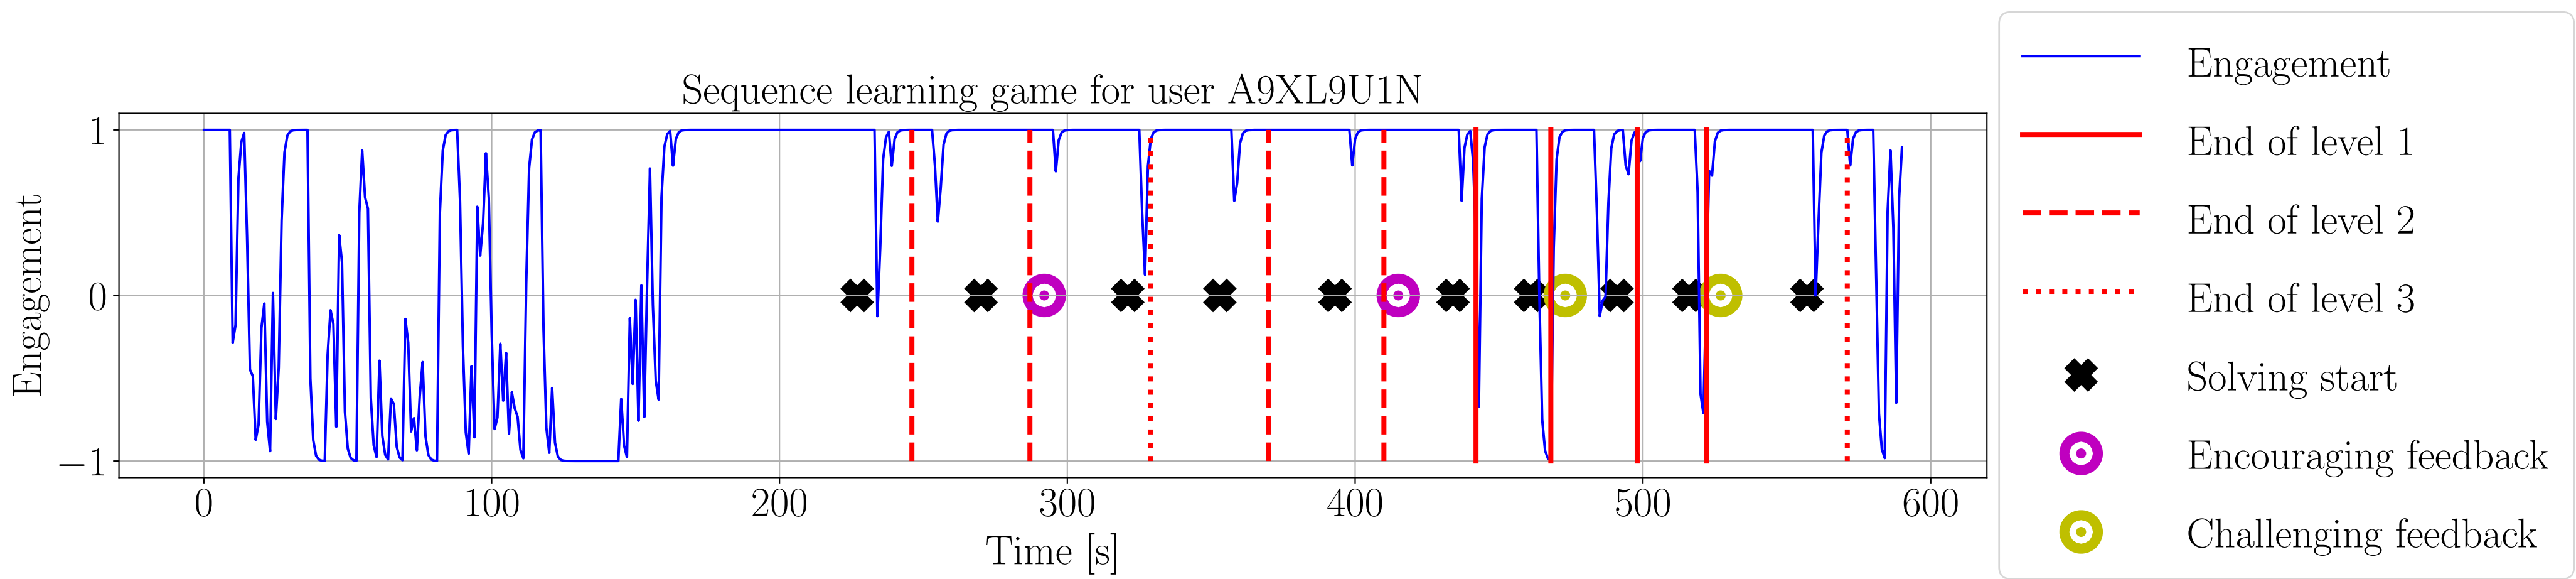 Sequence learning game for user A9XL9U1N
Engagement
1
0
−1
0 100 200 300 400 500 600
Time [s]
Engagement
End of level 1
End of level 2
End of level 3
Solving start
Encouraging feedback
Challenging feedback